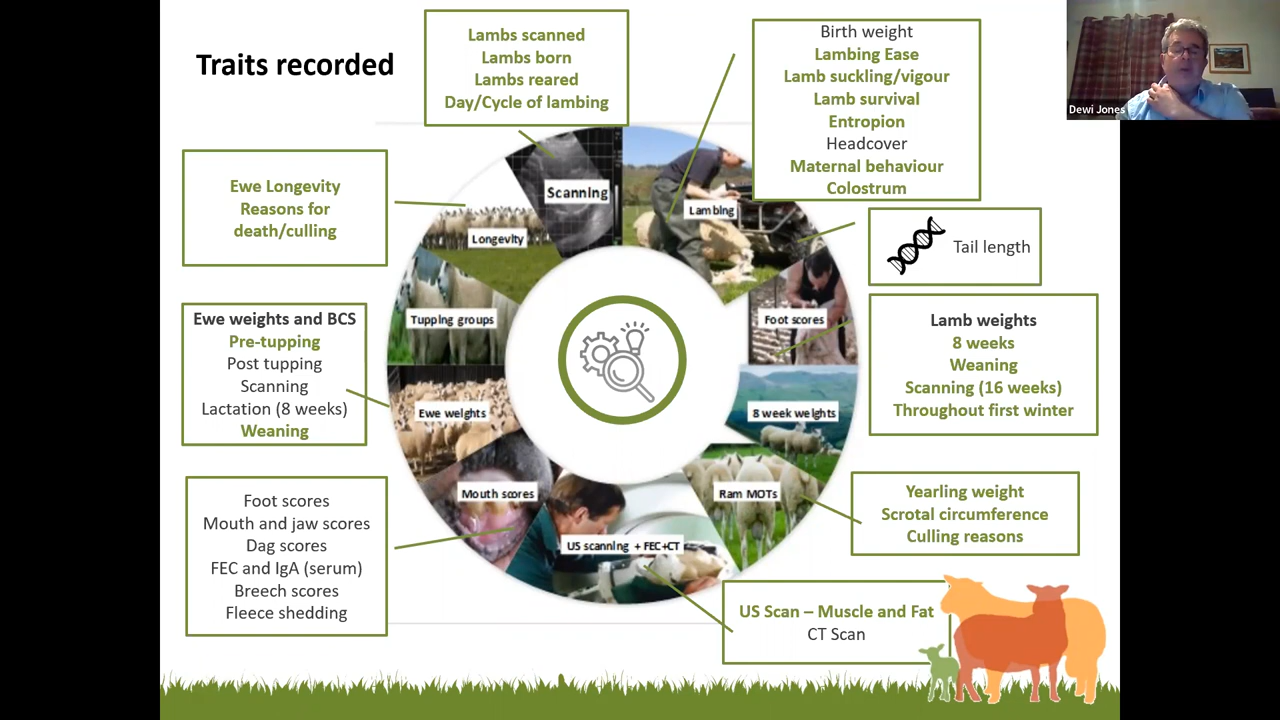 Traits recorded
Lambs scanned
Lambs born
Lambs reared
Day/Cycle of lambing
Birth weight
Lambing Ease
Lamb suckling/vigour
Lamb survival
Entropion
Headcover
Maternal behaviour
Colostrum
Dewi Jones
Ewe Longevity
Reasons for
death/culling
Scanning
Lambing
Longevity
Tail length
Tupping groups
Foot scores
Ewe weights and BCS
Pre-tupping
Post tupping
Scanning
Lactation (8 weeks)
Weaning
Lamb weights
8 weeks
Weaning
Scanning (16 weeks)
Throughout first winter
Ewe weights
8 week weights
Mouth scores
Ram MOTs
US scanning + FEC+CT
Foot scores
Mouth and jaw scores
Dag scores
FEC and IgA (serum)
Breech scores
Fleece shedding
Yearling weight
Scrotal circumference
Culling reasons
US Scan – Muscle and Fat
CT Scan